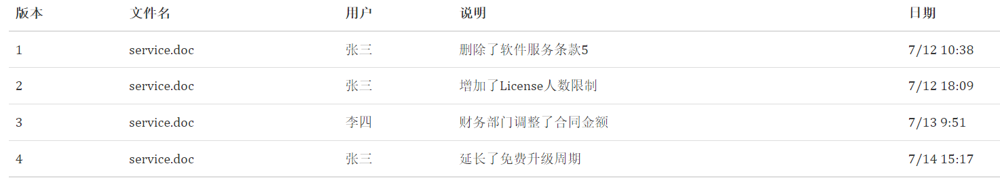 版本 文件名 用户 说明 日期
1 service.doc 张三 删除了软件服务条款5 7/12 10:38
2 service.doc 张三 增加了License人数限制 7/12 18:09
3 service.doc 李四 财务部门调整了合同金额 7/13 9:51
4 service.doc 张三 延长了免费升级周期 7/14 15:17